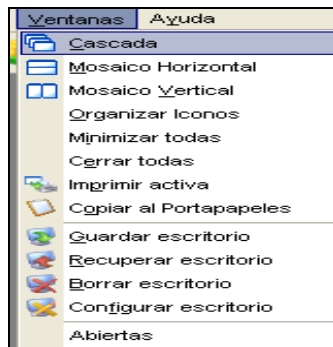 Ventanas Ayuda
Cascada
Mosaico Horizontal
Mosaico Vertical
Organizar Iconos
Minimizar todas
Cerrar todas
Imprimir activa
Copiar al Portapapeles
Guardar escritorio
Recuperar escritorio
Borrar escritorio
Configurar escritorio
Abiertas